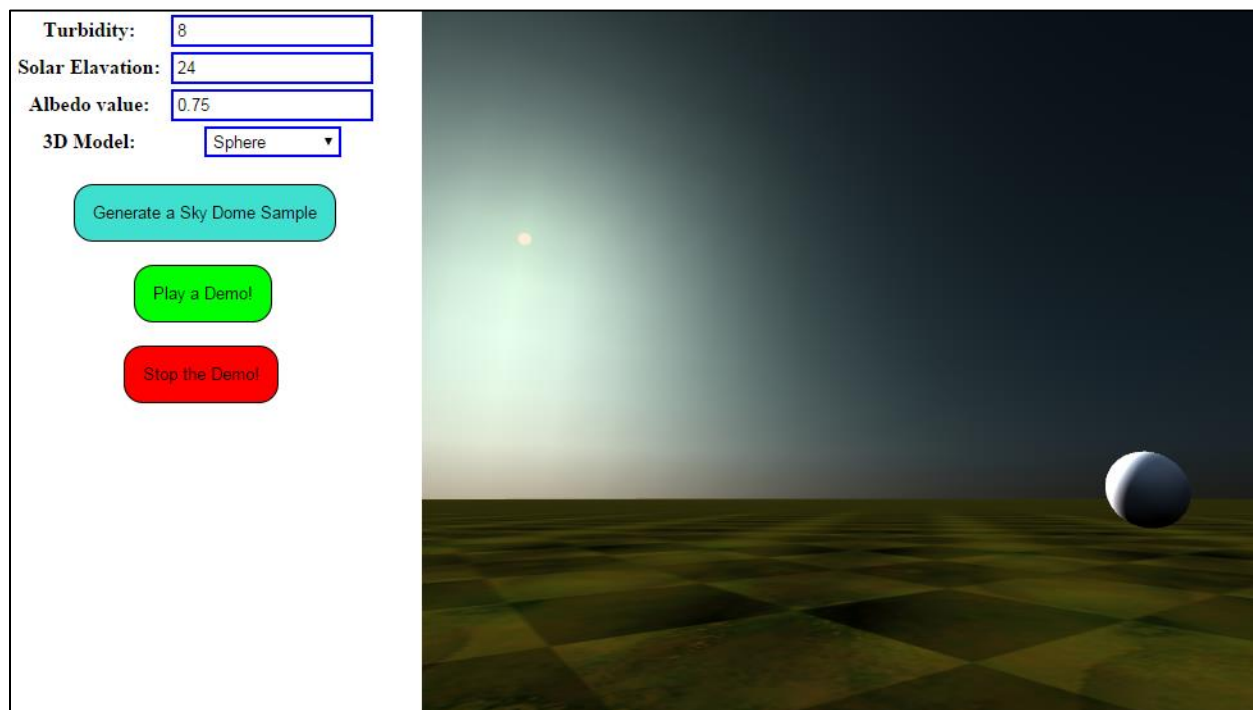 Turbidity: 8
Solar Elavation: 24
Albedo value: 0.75
3D Model: Sphere
Generate a Sky Dome Sample
Play a Demo!
Stop the Demo!